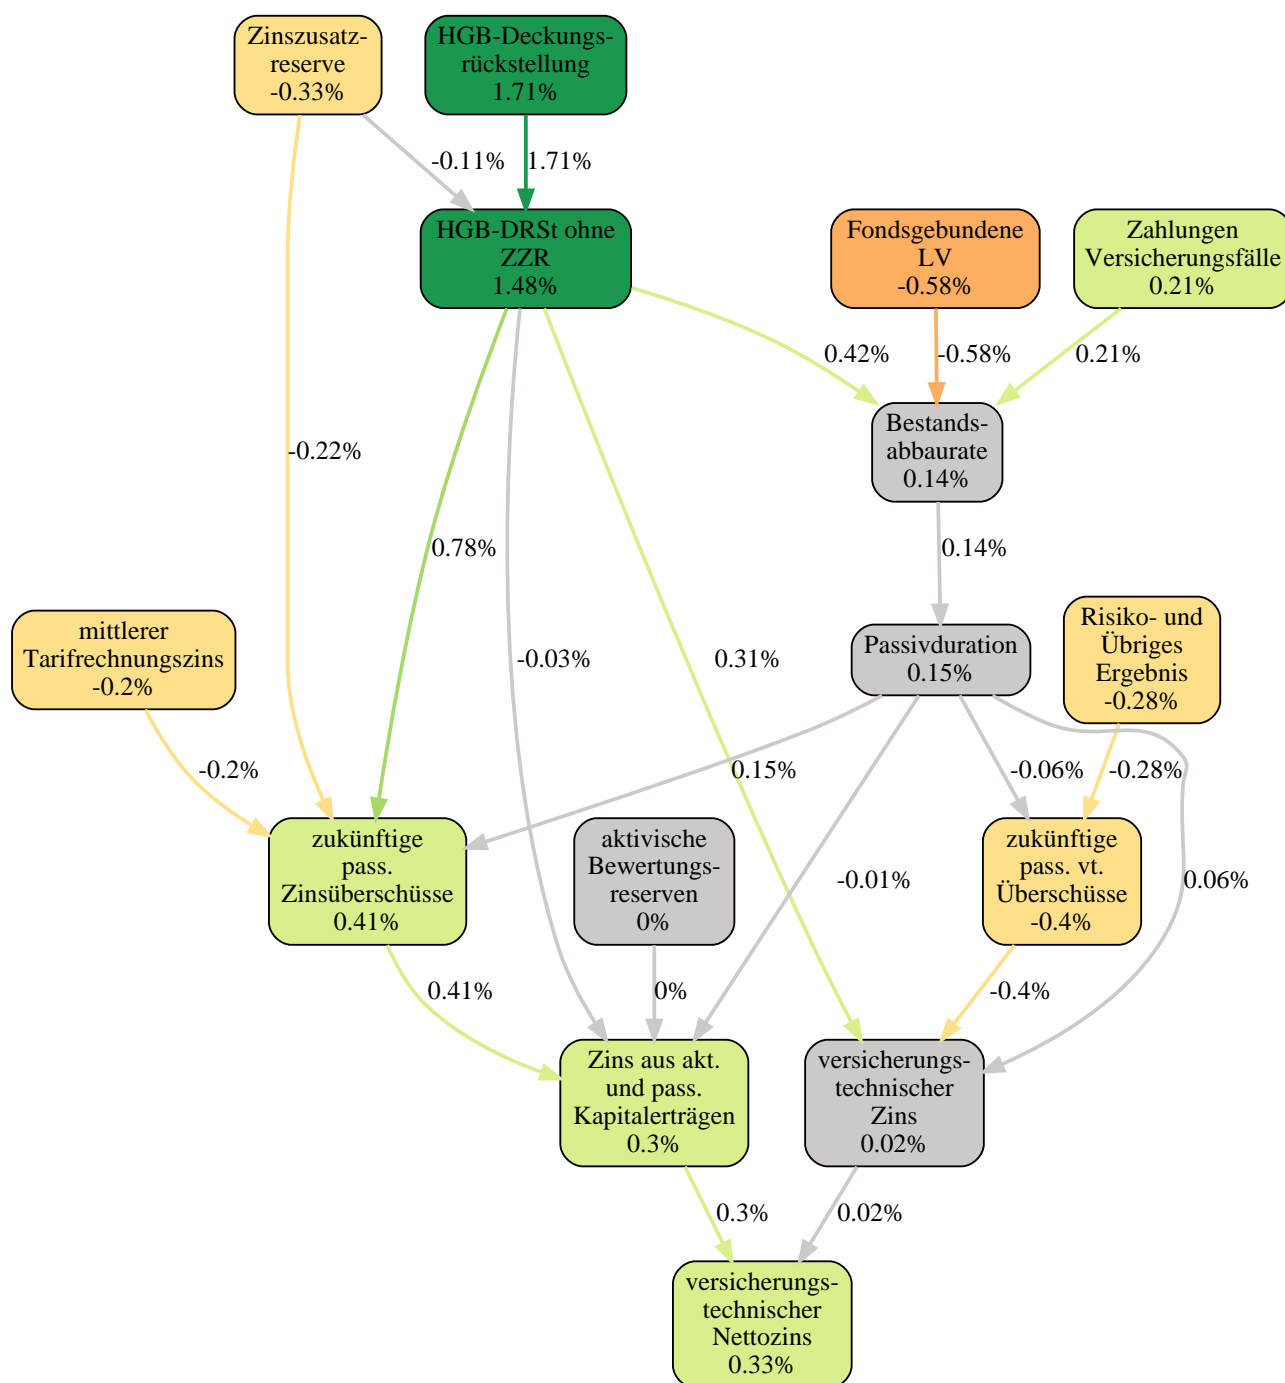 Zinszusatz-
reserve
-0.33%
HGB-Deckungs-
rückstellung
1.71%
-0.11%
1.71%
HGB-DRSt ohne
ZZR
1.48%
Fondsgebundene
LV
-0.58%
Zahlungen
Versicherungsfälle
0.21%
0.42%
-0.58%
0.21%
Bestands-
abbaurate
0.14%
-0.22%
0.78%
0.14%
mittlerer
Tarifrechnungszins
-0.2%
-0.03%
0.31%
Passivduration
0.15%
Risiko- und
Übriges
Ergebnis
-0.28%
-0.2%
0.15%
-0.06%
-0.28%
zukünftige
pass.
Zinsüberschüsse
0.41%
aktivische
Bewertungs-
reserven
0%
-0.01%
zukünftige
pass. vt.
Überschüsse
-0.4%
0.06%
0.41%
0%
-0.4%
Zins aus akt.
und pass.
Kapitalerträgen
0.3%
versicherungs-
technischer
Zins
0.02%
0.3%
0.02%
versicherungs-
technischer
Nettozins
0.33%